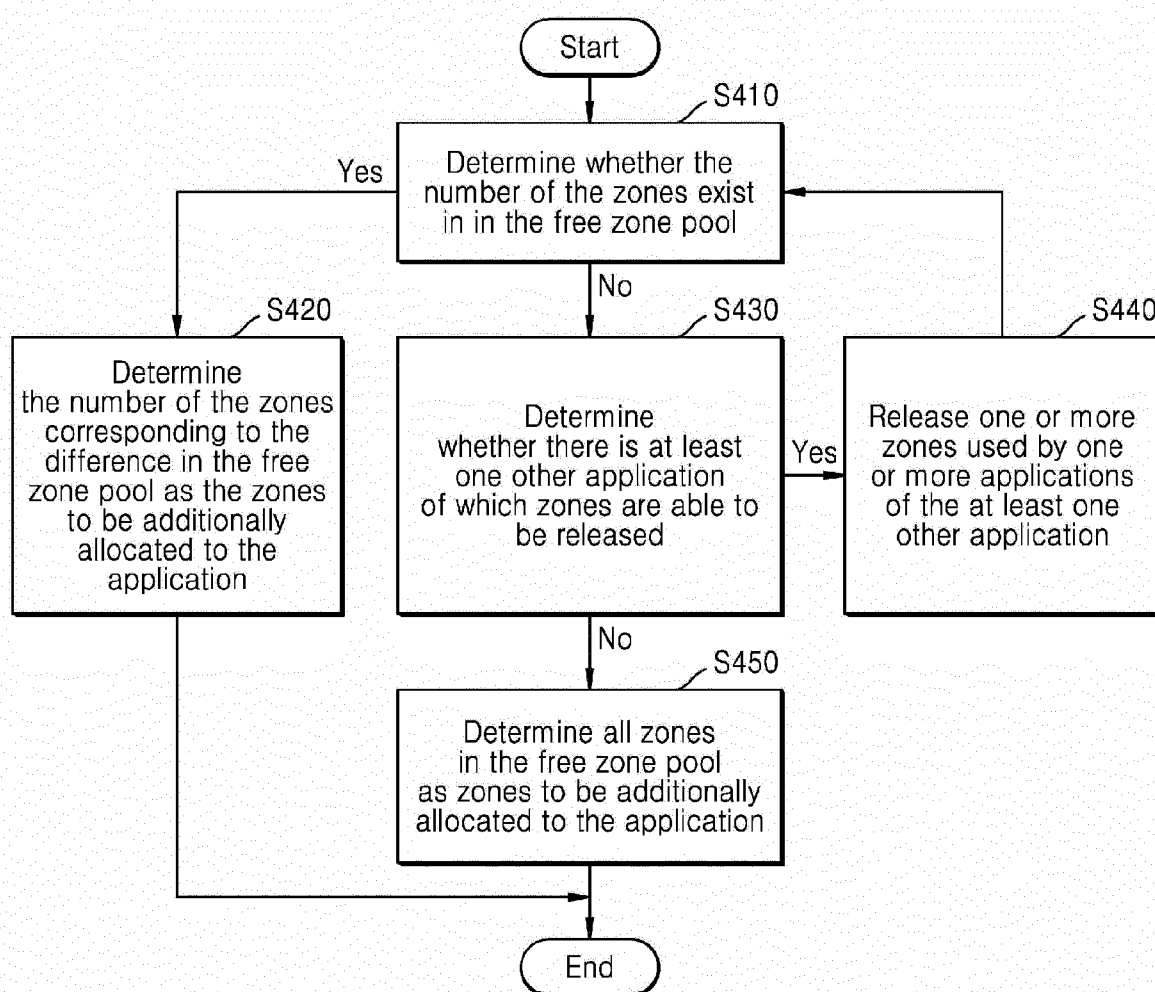 Start
S410
Determine whether the
number of the zones exist
in in the free zone pool
Yes
No
S420
Determine
the number of the zones
corresponding to the
difference in the free
zone pool as the zones
to be additionally
allocated to the
application
S430
Determine
whether there is at least
one other application
of which zones are able to
be released
Yes
S440
Release one or more
zones used by one
or more applications
of the at least one
other application
No
S450
Determine all zones
in the free zone pool
as zones to be additionally
allocated to the application
End